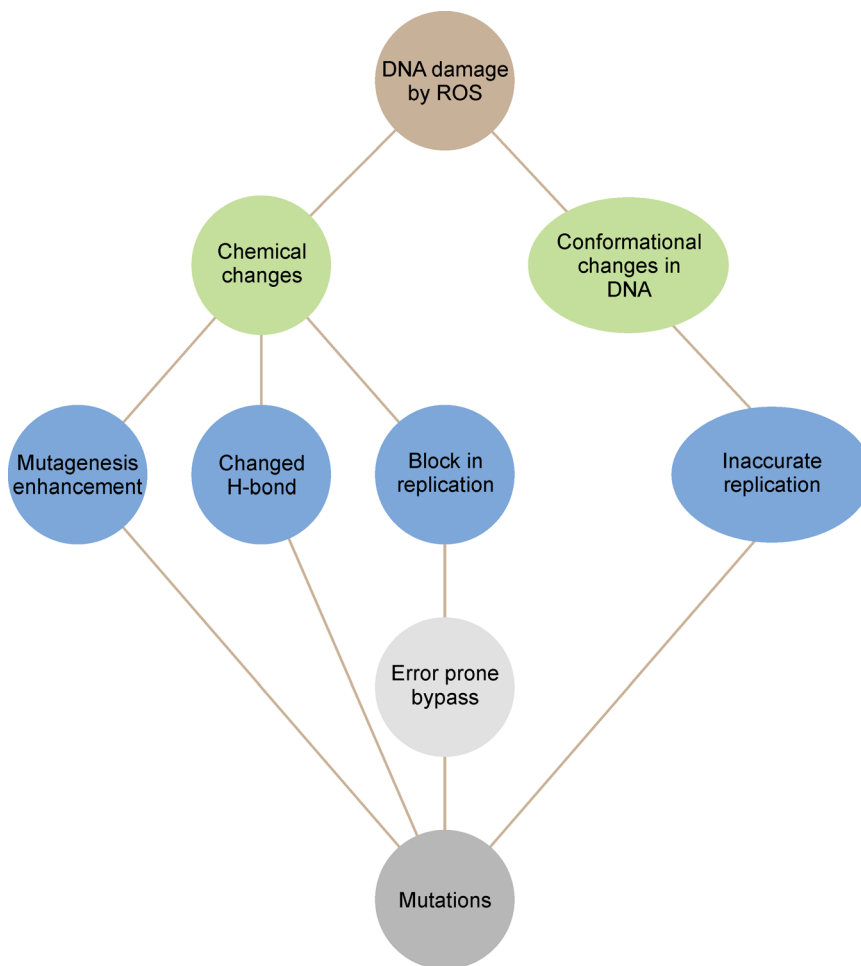 DNA damage
by ROS
Chemical
changes
Conformational
changes in
DNA
Mutagenesis
enhancement
Changed
H-bond
Block in
replication
Inaccurate
replication
Error prone
bypass
Mutations